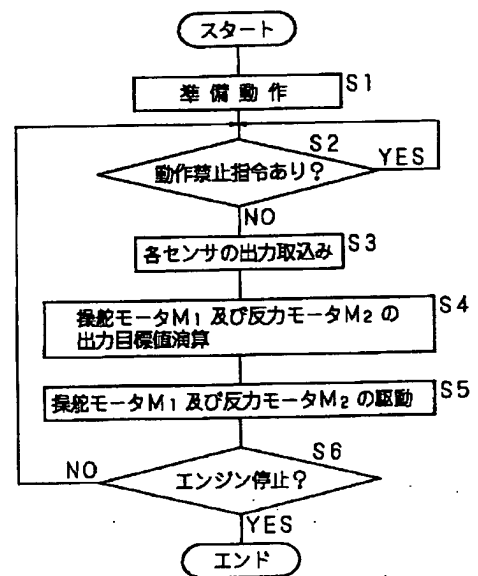 スタート
準備動作 S1
S2
動作禁止指令あり? YES
NO
各センサの出力取込み S3
操舵モータM1 及び反力モータM2 の S4
出力目標値演算
操舵モータM1 及び反力モータM2 の駆動 S5
S6
NO エンジン停止?
YES
エンド